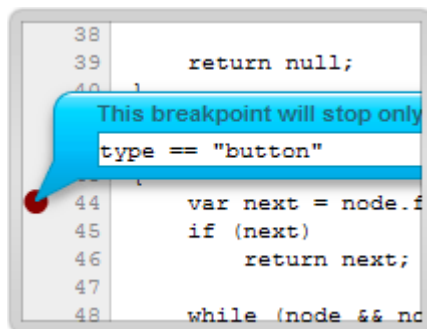 38
39 return null;
40 }
This breakpoint will stop only
type == "button"
{
44 var next = node.f
45 if (next)
46 return next;
47
48 while (node && no